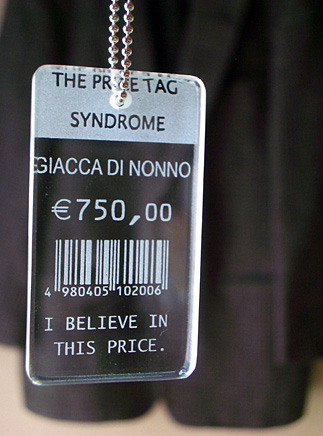 THE PRICE TAG
SYNDROME
GIACCA DI NONNO
€750,00
4 980405 102006
I BELIEVE IN
THIS PRICE.